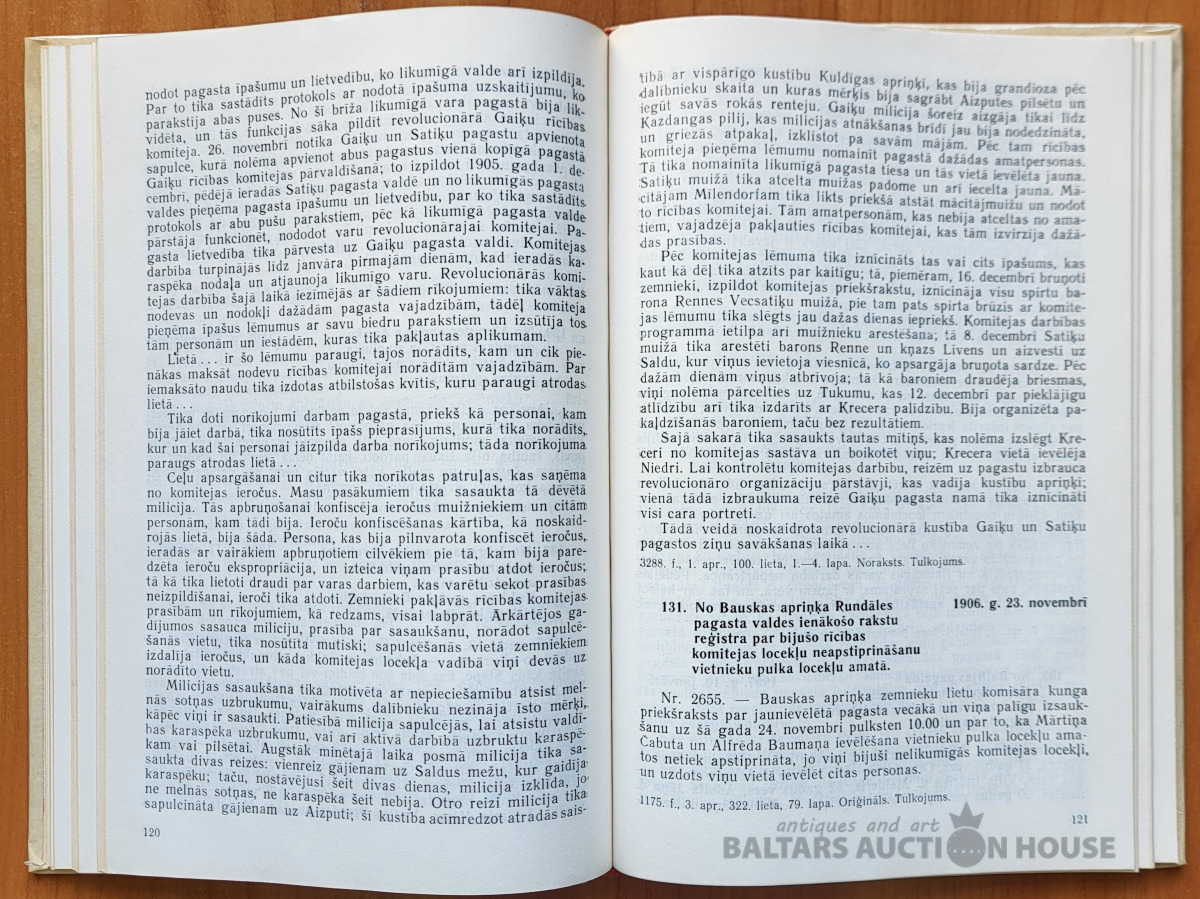 nodot pagasta īpašumu un lietvedību, ko likumīgā valde arī izpildīja.
Par to tika sastādīts protokols ar nodotā īpašuma uzskaitījumu, ko
parakstīja abas puses. No šī brīža likumīgā vara pagastā bija lik-
vidēta, un tās funkcijas sāka pildīt revolucionārā Gaiķu rīcības
komiteja. 26. novembrī notika Gaiķu un Satiķu pagastu apvienota
sapulce, kurā nolēma apvienot abus pagastus vienā kopīgā pagastā
Gaiķu rīcības komitejas pārvaldīšanā; to izpildot 1905. gada 1. de-
cembrī, pēdējā ieradās Satiķu pagasta valdē un no likumīgās pagasta
valdes pieņēma pagasta īpašumu un lietvedību, par ko tika sastādīts
protokols ar abu pušu parakstiem, pēc kā likumīgā pagasta valde
pārstāja funkcionēt, nododot varu revolucionārajai komitejai. Pa-
gasta lietvedība tika pārvesta uz Gaiķu pagasta valdi. Komitejas
darbība turpinājās līdz janvāra pirmajām dienām, kad ieradās ka-
raspēka nodaļa un atjaunoja likumīgo varu. Revolucionārās komi-
tejas darbība šajā laikā iezīmējās ar šādiem rīkojumiem: tika vāktas
nodevas un nodokļi dažādām pagasta vajadzībām, tādēļ komiteja
pieņēma īpašus lēmumus ar savu biedru parakstiem un izsūtīja tos
tām personām un iestādēm, kuras tika pakļautas aplikumam.
Lietā... ir šo lēmumu paraugi, tajos norādīts, kam un cik pie-
nākas maksāt nodevu rīcības komitejai norādītām vajadzībām. Par
iemaksāto naudu tika izdotas atbilstošas kvītis, kuru paraugi atrodas
lietā...
Tika doti norīkojumi darbam pagastā, priekš kā personai, kam
bija jāiet darbā, tika nosūtīts īpašs pieprasījums, kurā tika norādīts,
kur un kad šai personai jāizpilda darba norīkojums; tāda norīkojuma
paraugs atrodas lietā...
Ceļu apsargāšanai un citur tika norīkotas patruļas, kas saņēma
no komitejas ieročus. Masu pasākumiem tika sasaukta tā dēvētā
milicija. Tās apbruņošanai konfiscēja ieročus muižniekiem un citām
personām, kam tādi bija. Ieroču konfiscēšanas kārtība, kā noskaid-
rojās lietā, bija šāda. Persona, kas bija pilnvarota konfiscēt ieročus,
ieradās ar vairākiem apbruņotiem cilvēkiem pie tā, kam bija pare-
dzēta ieroču ekspropriācija, un izteica viņam prasību atdot ieročus;
tā kā tika lietoti draudi par varas darbiem, kas varētu sekot prasības
neizpildīšanai, ieroči tika atdoti. Zemnieki pakļāvās rīcības komitejas
prasībām un rīkojumiem, kā redzams, visai labprāt. Ārkārtējos ga-
dījumos sasauca miliciju, prasība par sasaukšanu, norādot sapulcē-
šanās vietu, tika nosūtīta mutiski; sapulcēšanās vietā zemniekiem
izdalīja ieročus, un kāda komitejas locekļa vadībā viņi devās uz
norādīto vietu.
Milicijas sasaukšana tika motivēta ar nepieciešamību atsist mel-
nās sotņas uzbrukumu, vairākums dalībnieku nezināja īsto mērķi,
kāpēc viņi ir sasaukti. Patiesībā milicija sapulcējās, lai atsistu valdī-
bas karaspēka uzbrukumu, vai arī aktīvā darbībā uzbruktu karaspē-
kam vai pilsētai. Augstāk minētajā laika posmā milicija tika sa-
saukta divas reizes: vienreiz gājienam uz Saldus mežu, kur gaidīja
karaspēku; taču, nostāvējusi šeit divas dienas, milicija izklīda, jo
ne melnās sotņas, ne karaspēka šeit nebija. Otro reizi milicija tika
sapulcināta gājienam uz Aizputi; šī kustība acīmredzot atradās sais-
120
tībā ar vispārīgo kustību Kuldīgas apriņķī, kas bija grandioza pēc
dalībnieku skaita un kuras mērķis bija sagrābt Aizputes pilsētu un
iegūt savās rokās renteju. Gaiķu milicija šoreiz aizgāja tikai līdz
Kazdangas pilij, kas milicijas atnākšanas brīdī jau bija nodedzināta,
un griezās atpakaļ, izklīstot pa savām mājām. Pēc tam rīcības
komiteja pieņēma lēmumu nomainīt pagastā dažādas amatpersonas.
Tā tika nomainīta likumīgā pagasta tiesa un tās vietā ievēlēta jauna.
Satiķu muižā tika atcelta muižas padome un arī iecelta jauna. Mā-
cītājam Milendorfam tika likts priekšā atstāt mācītājmuižu un nodot
to rīcības komitejai. Tām amatpersonām, kas nebija atceltas no ama-
tiem, vajadzēja pakļauties rīcības komitejai, kas tām izvirzīja dažā-
das prasības.
Pēc komitejas lēmuma tika iznīcināts tas vai cits īpašums, kas
kaut kā dēļ tika atzīts par kaitīgu; tā, piemēram, 16. decembrī bruņoti
zemnieki, izpildot komitejas priekšrakstu, iznīcināja visu spirtu ba-
rona Rennes Vecsatiķu muižā, pie tam pats spirta brūzis ar komite-
jas lēmumu tika slēgts jau dažas dienas iepriekš. Komitejas darbības
programmā ietilpa arī muižnieku arestēšana; tā 8. decembrī Satiķu
muižā tika arestēti barons Renne un kņazs Līvens un aizvesti uz
Saldu, kur viņus ievietoja viesnīcā, ko apsargāja bruņota sardze. Pēc
dažām dienām viņus atbrīvoja; tā kā baroniem draudēja briesmas,
viņi nolēma pārcelties uz Tukumu, kas 12. decembrī par pieklājīgu
atlīdzību arī tika izdarīts ar Krecera palīdzību. Bija organizēta pa-
kaļdzīšanās baroniem, taču bez rezultātiem.
Sajā sakarā tika sasaukts tautas mītiņš, kas nolēma izslēgt Kre-
ceri no komitejas sastāva un boikotēt viņu; Krecera vietā ievēlēja
Niedri. Lai kontrolētu komitejas darbību, reizēm uz pagastu izbrauca
revolucionāro organizāciju pārstāvji, kas vadīja kustību apriņķī;
vienā tādā izbraukuma reizē Gaiķu pagasta namā tika iznīcināti
visi cara portreti.
Tādā veidā noskaidrota revolucionārā kustība Gaiķu un Satiķu
pagastos ziņu savākšanas laikā...
3288. f., 1. apr., 100. lieta, 1.—4. lapa. Noraksts. Tulkojums.
131. No Bauskas apriņķa Rundāles 1906. g. 23. novembrī
pagasta valdes ienākošo rakstu
reģistra par bijušo rīcības
komitejas locekļu neapstiprināšanu
vietnieku pulka locekļu amatā.
Nr. 2655. — Bauskas apriņķa zemnieku lietu komisāra kunga
priekšraksts par jaunievēlētā pagasta vecākā un viņa palīgu izsauk-
šanu uz šā gada 24. novembri pulksten 10.00 un par to, ka Mārtiņa
Čabuta un Alfrēda Baumaņa ievēlēšana vietnieku pulka locekļu ama-
tos netiek apstiprināta, jo viņi bijuši nelikumīgās komitejas locekļi,
un uzdots viņu vietā ievēlēt citas personas.
1175. f., 3. apr., 322. lieta, 79. lapa. Oriģināls. Tulkojums.
121
antiques and art
BALTARS AUCTION HOUSE